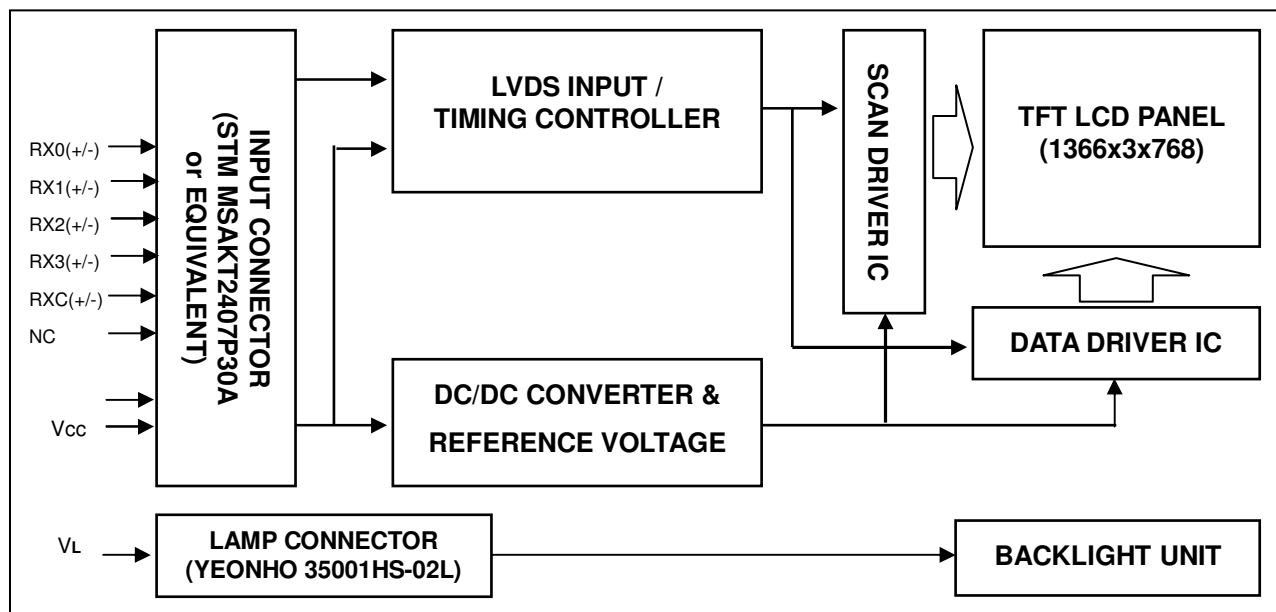 RX0(+/-)
RX1(+/-)
RX2(+/-)
RX3(+/-)
RXC(+/-)
NC
Vcc
VL
INPUT CONNECTOR
(STM MSAKT2407P30A
or EQUIVALENT)
LVDS INPUT /
TIMING CONTROLLER
DC/DC CONVERTER &
REFERENCE VOLTAGE
SCAN DRIVER IC
TFT LCD PANEL
(1366x3x768)
DATA DRIVER IC
LAMP CONNECTOR
(YEONHO 35001HS-02L)
BACKLIGHT UNIT